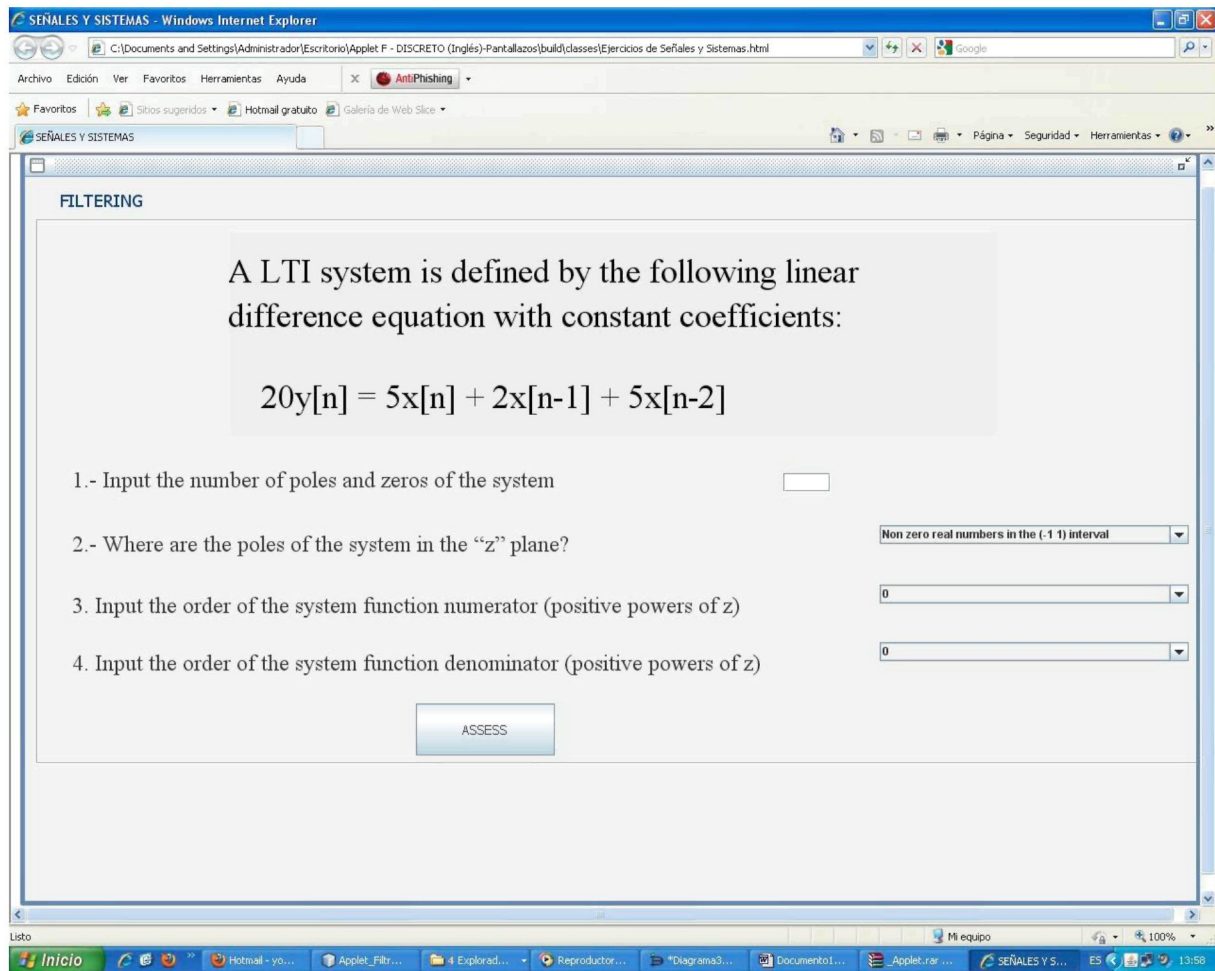 SEÑALES Y SISTEMAS - Windows Internet Explorer
C:\Documents and Settings\Administrador\Escritorio\Applet F - DISCRETO (Inglés)-Pantallazos\build\classes\Ejercicios de Señales y Sistemas.html
Google
Archivo Edición Ver Favoritos Herramientas Ayuda x AntiPhishing
Favoritos Sitios sugeridos Hotmail gratuito Galería de Web Slice
SEÑALES Y SISTEMAS Página Seguridad Herramientas »
FILTERING
A LTI system is defined by the following linear
difference equation with constant coefficients:
20y[n] = 5x[n] + 2x[n-1] + 5x[n-2]
1.- Input the number of poles and zeros of the system
2.- Where are the poles of the system in the “z” plane? Non zero real numbers in the (-1 1) interval
3. Input the order of the system function numerator (positive powers of z) 0
4. Input the order of the system function denominator (positive powers of z) 0
ASSESS
Listo Mi equipo 100%
Inicio » Hotmail - yo... Applet_Filtr... 4 Explorad... Reproductor... *Diagrama3... Documento1... _Applet.rar ... SEÑALES Y S... ES 13:58